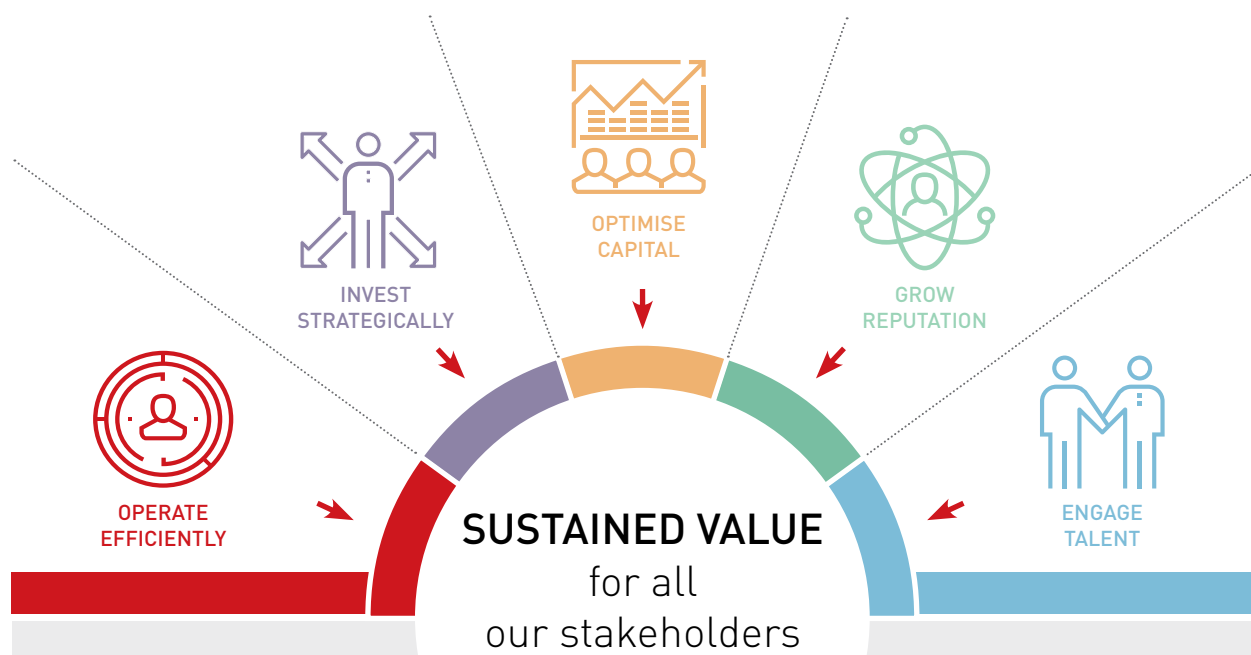 OPTIMISE
CAPITAL
INVEST
STRATEGICALLY
GROW
REPUTATION
OPERATE
EFFICIENTLY
ENGAGE
TALENT
SUSTAINED VALUE
for all
our stakeholders